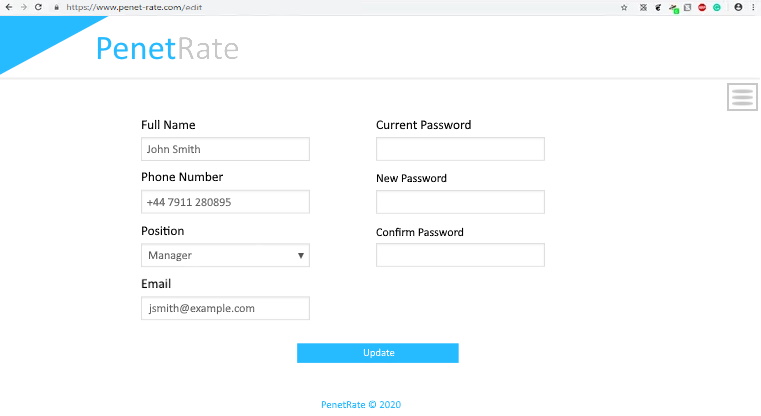 https://www.penet-rate.com/edit
PenetRate
Full Name
John Smith
Phone Number
+44 7911 280895
Position
Manager
Email
jsmith@example.com
Current Password
New Password
Confirm Password
Update
PenetRate © 2020